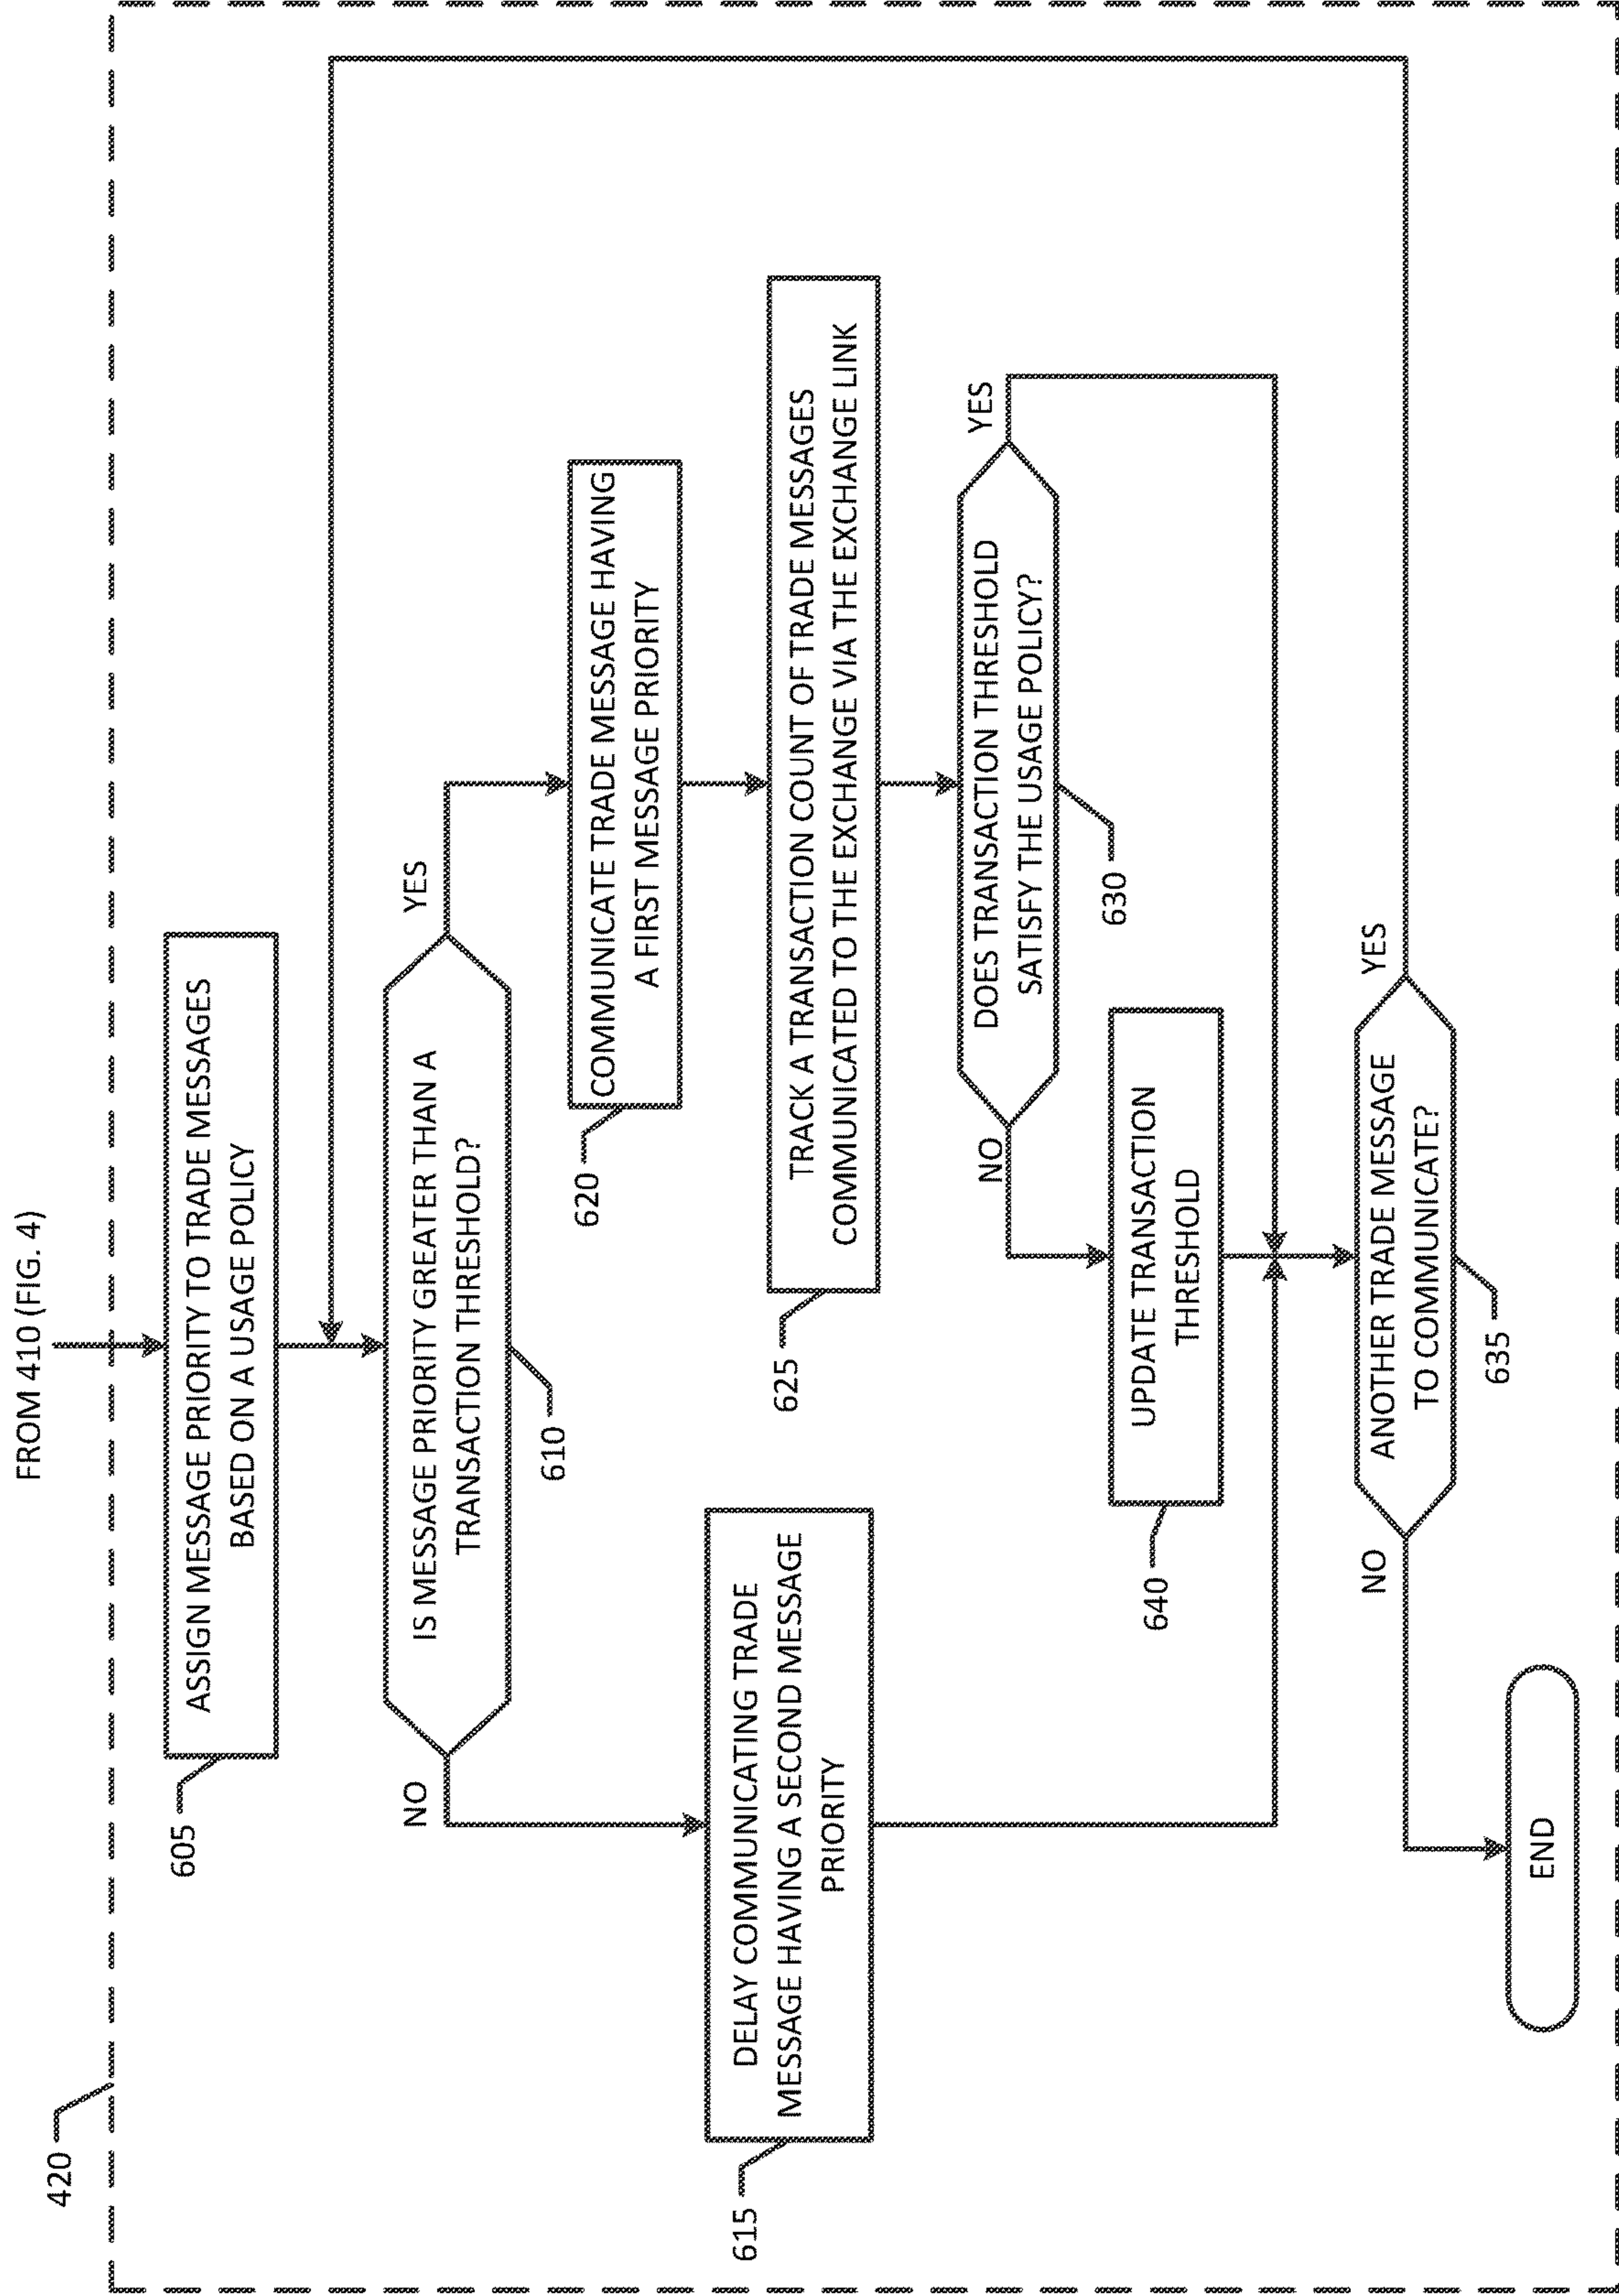 FROM 410 (FIG. 4)
420
ASSIGN MESSAGE PRIORITY TO TRADE MESSAGES
BASED ON A USAGE POLICY
605
IS MESSAGE PRIORITY GREATER THAN A
TRANSACTION THRESHOLD?
610
NO
YES
DELAY COMMUNICATING TRADE
MESSAGE HAVING A SECOND MESSAGE
PRIORITY
615
COMMUNICATE TRADE MESSAGE HAVING
A FIRST MESSAGE PRIORITY
620
TRACK A TRANSACTION COUNT OF TRADE MESSAGES
COMMUNICATED TO THE EXCHANGE VIA THE EXCHANGE LINK
625
DOES TRANSACTION THRESHOLD
SATISFY THE USAGE POLICY?
630
NO
YES
UPDATE TRANSACTION
THRESHOLD
640
ANOTHER TRADE MESSAGE
TO COMMUNICATE?
635
NO
YES
END